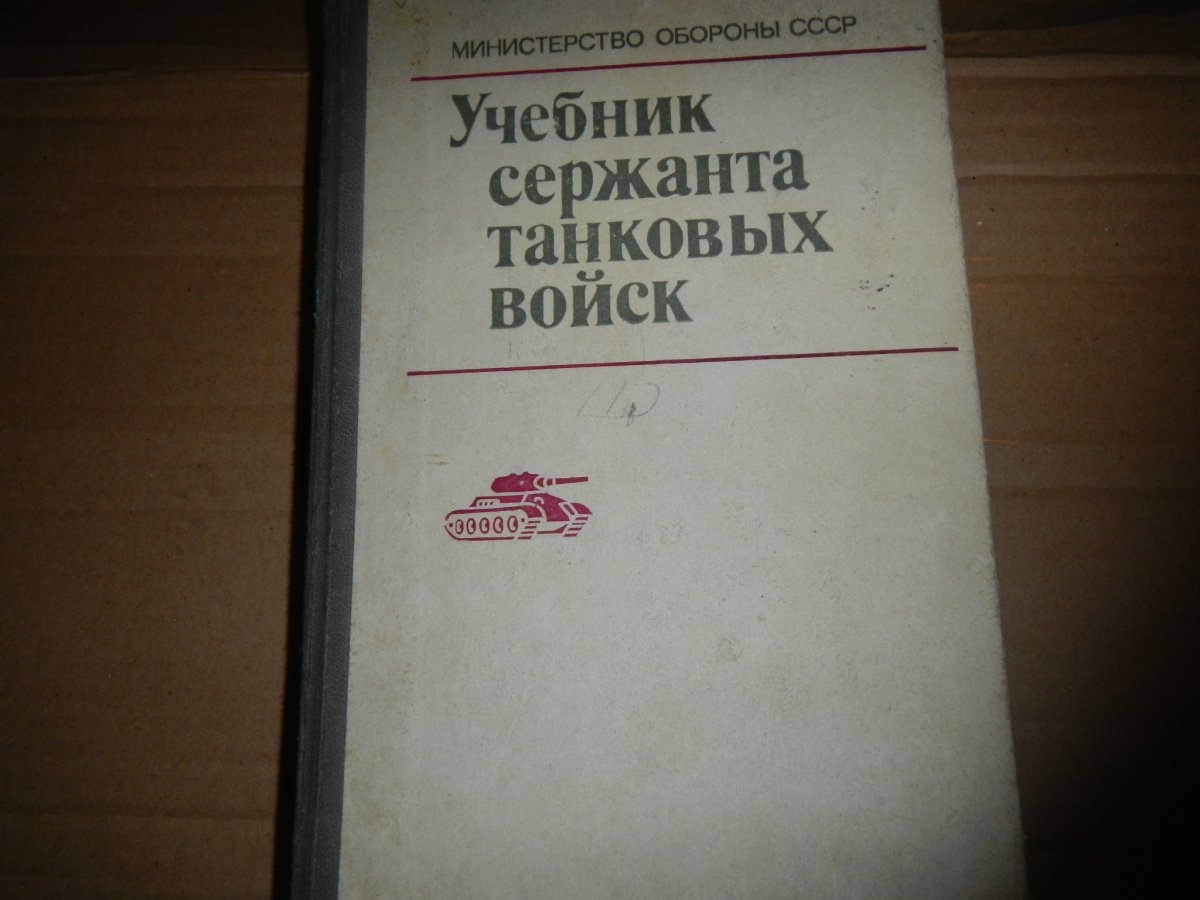 МИНИСТЕРСТВО ОБОРОНЫ СССР
Учебник
сержанта
танковых
войск